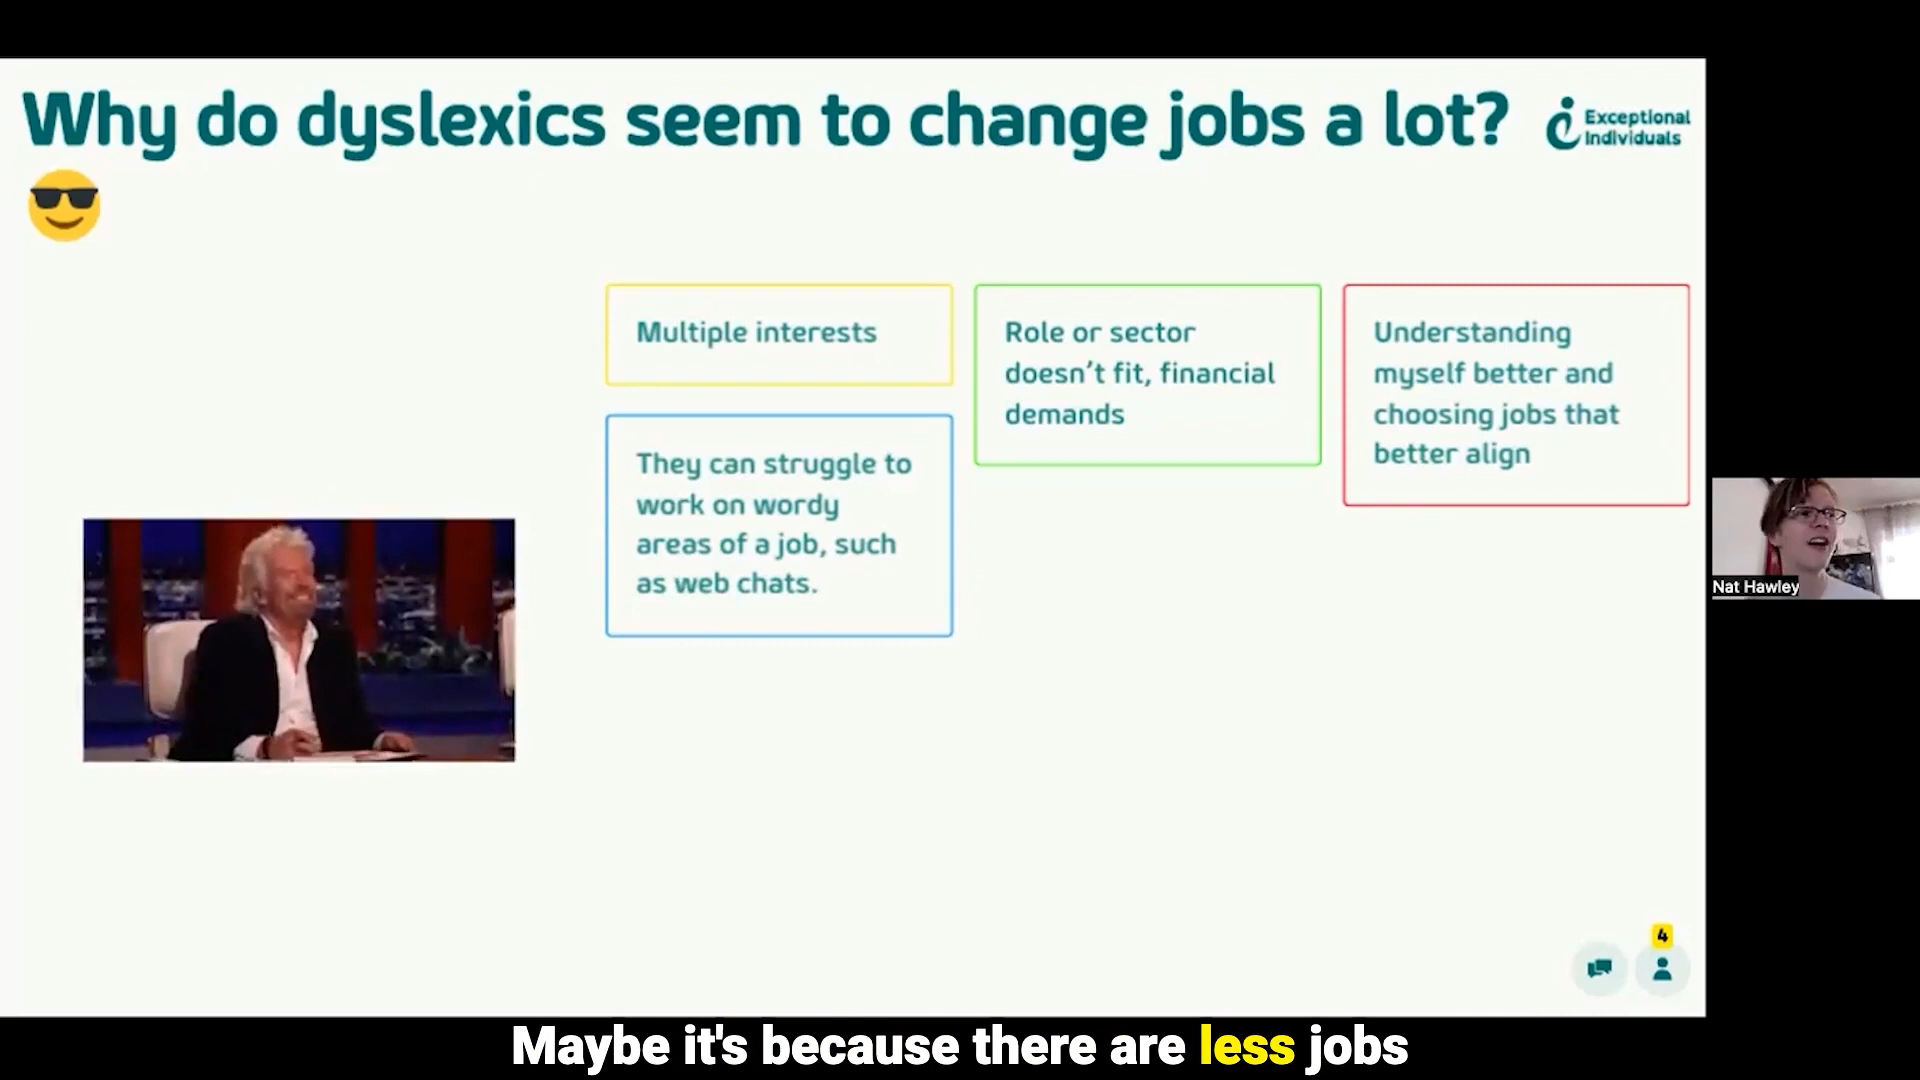 Why do dyslexics seem to change jobs a lot?
Exceptional
Individuals
Multiple interests
They can struggle to
work on wordy
areas of a job, such
as web chats.
Role or sector
doesn't fit, financial
demands
Understanding
myself better and
choosing jobs that
better align
Nat Hawley
4
Maybe it's because there are less jobs